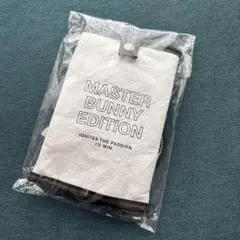 MASTER
BUNNY
EDITION
IGNITES THE PASSION
TO WIN